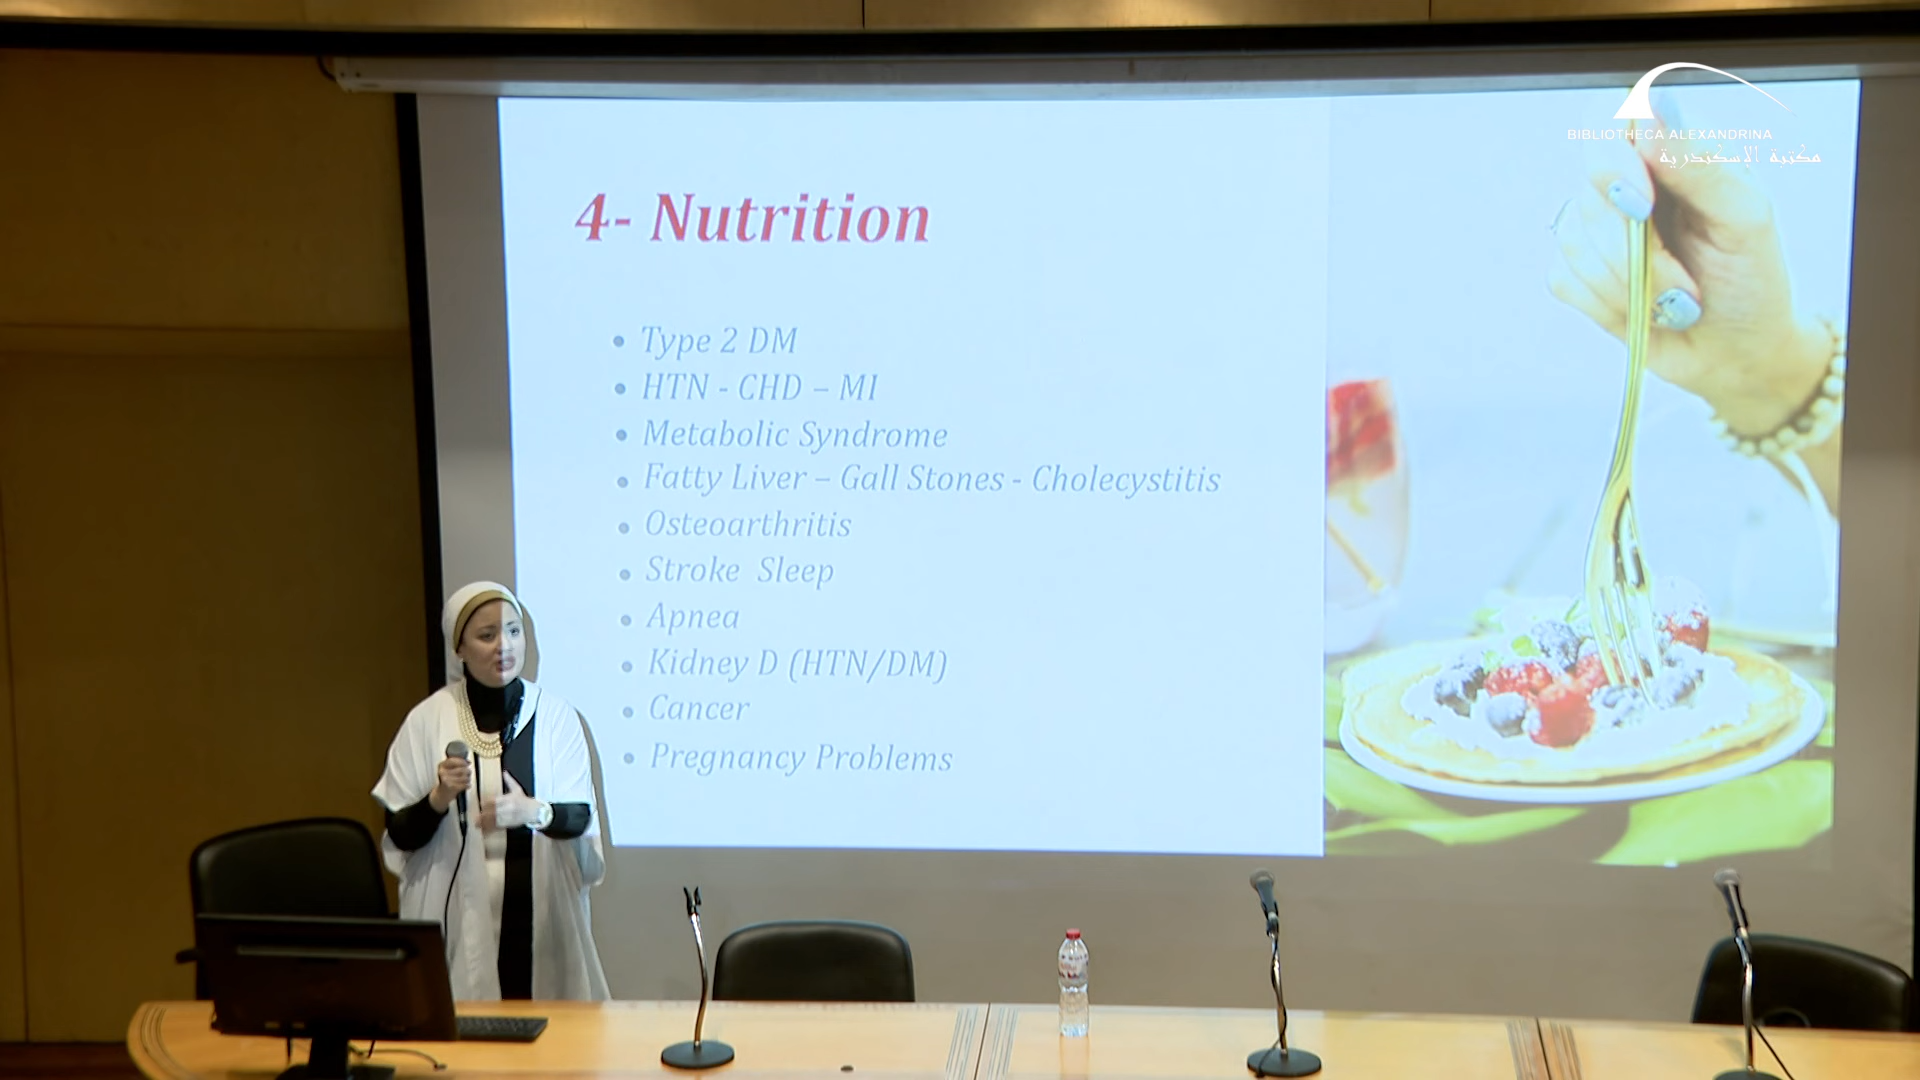 BIBLIOTHECA ALEXANDRINA
مكتبة الإسكندرية
4- Nutrition
• Type 2 DM
• HTN - CHD – MI
• Metabolic Syndrome
• Fatty Liver – Gall Stones - Cholecystitis
• Osteoarthritis
• Stroke Sleep
• Apnea
• Kidney D (HTN/DM)
• Cancer
• Pregnancy Problems